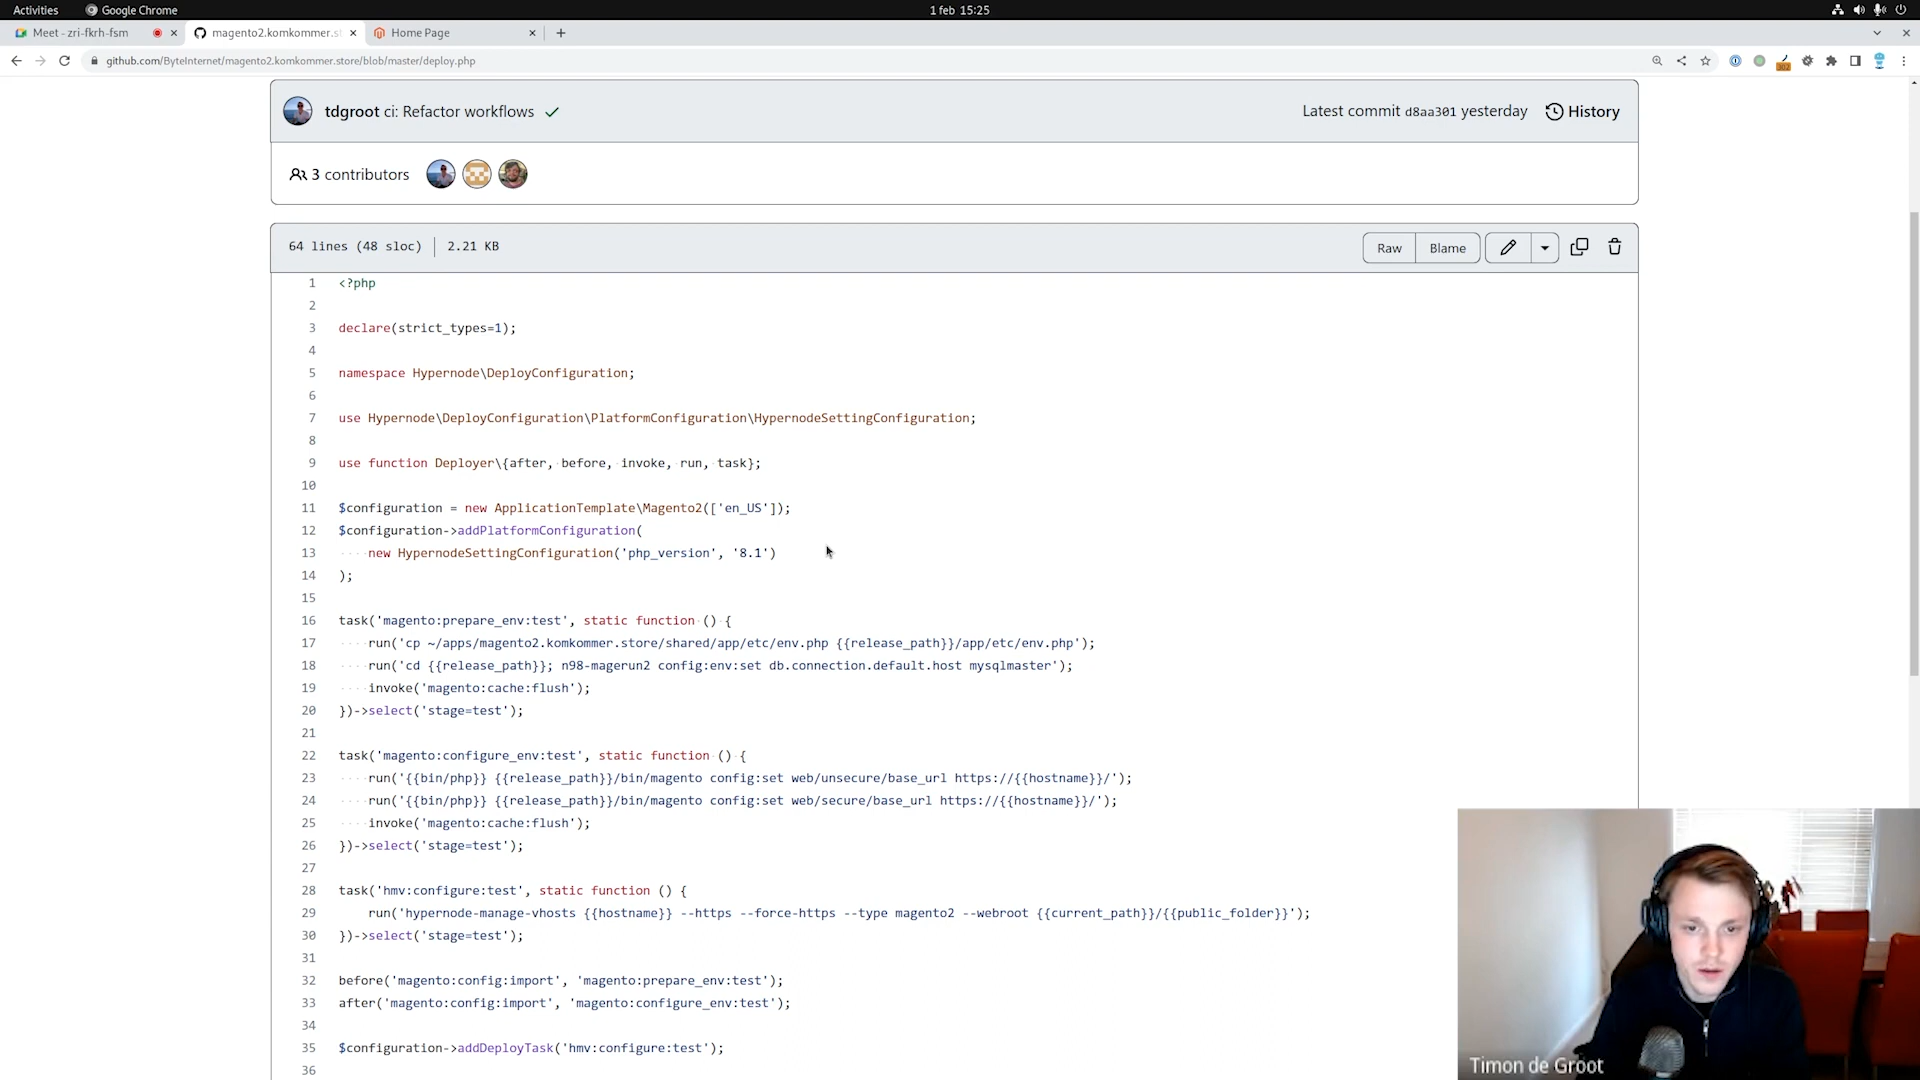 Activities
Google Chrome
1 feb 15:25
Meet - zri-fkrh-fsm
magento2.komkommer.s
Home Page
github.com/ByteInternet/magento2.komkommer.store/blob/master/deploy.php
tdgroot ci: Refactor workflows
Latest commit d8aa301 yesterday
History
3 contributors
64 lines (48 sloc)
2.21 KB
Raw
Blame
1 <?php
2
3 declare(strict_types=1);
4
5 namespace Hypernode\DeployConfiguration;
6
7 use Hypernode\DeployConfiguration\PlatformConfiguration\HypernodeSettingConfiguration;
8
9 use function Deployer\{after, before, invoke, run, task};
10
11 $configuration = new ApplicationTemplate\Magento2(['en_US']);
12 $configuration->addPlatformConfiguration(
13 new HypernodeSettingConfiguration('php_version', '8.1')
14 );
15
16 task('magento:prepare_env:test', static function () {
17 run('cp ~/apps/magento2.komkommer.store/shared/app/etc/env.php {{release_path}}/app/etc/env.php');
18 run('cd {{release_path}}; n98-magerun2 config:env:set db.connection.default.host mysqlmaster');
19 invoke('magento:cache:flush');
20 })->select('stage=test');
21
22 task('magento:configure_env:test', static function () {
23 run('{{bin/php}} {{release_path}}/bin/magento config:set web/unsecure/base_url https://{{hostname}}/');
24 run('{{bin/php}} {{release_path}}/bin/magento config:set web/secure/base_url https://{{hostname}}/');
25 invoke('magento:cache:flush');
26 })->select('stage=test');
27
28 task('hmv:configure:test', static function () {
29 run('hypernode-manage-vhosts {{hostname}} --https --force-https --type magento2 --webroot {{current_path}}/{{public_folder}}');
30 })->select('stage=test');
31
32 before('magento:config:import', 'magento:prepare_env:test');
33 after('magento:config:import', 'magento:configure_env:test');
34
35 $configuration->addDeployTask('hmv:configure:test');
36
Timon de Groot